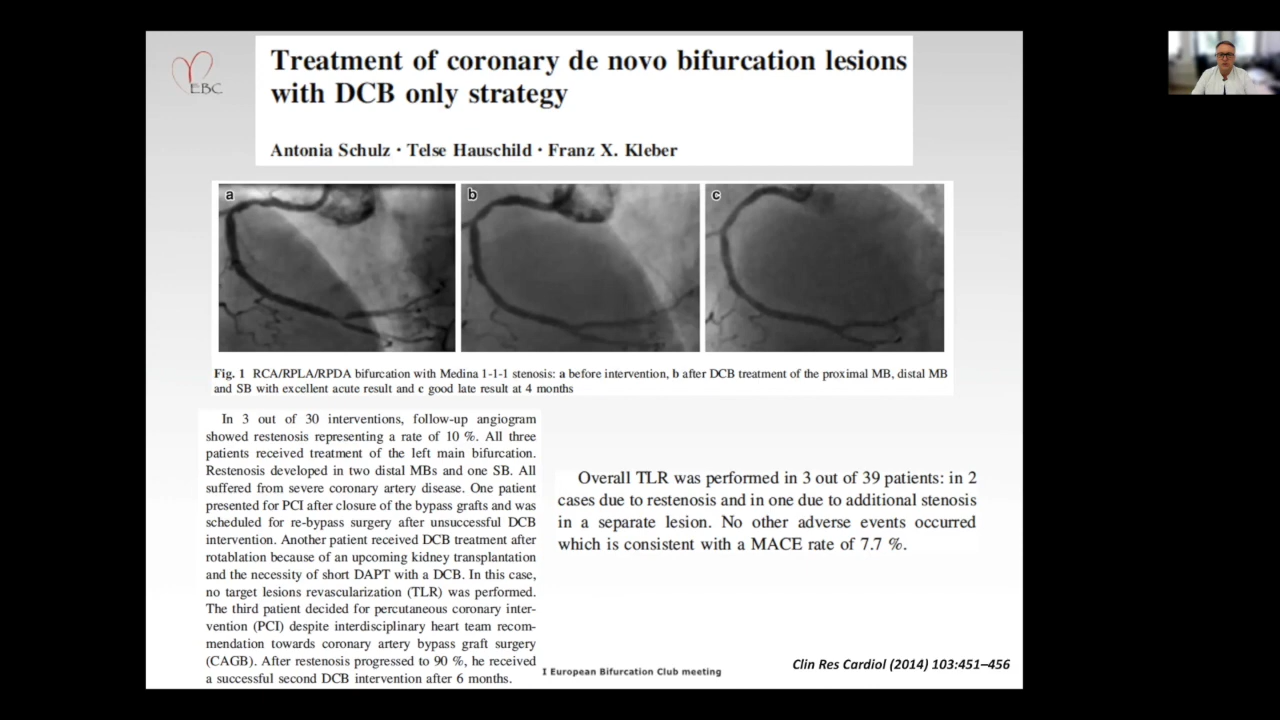 EBC
Treatment of coronary de novo bifurcation lesions
with DCB only strategy
Antonia Schulz · Telse Hauschild · Franz X. Kleber
a
b
c
Fig. 1 RCA/RPLA/RPDA bifurcation with Medina 1-1-1 stenosis: a before intervention, b after DCB treatment of the proximal MB, distal MB
and SB with excellent acute result and c good late result at 4 months
In 3 out of 30 interventions, follow-up angiogram
showed restenosis representing a rate of 10 %. All three
patients received treatment of the left main bifurcation.
Restenosis developed in two distal MBs and one SB. All
suffered from severe coronary artery disease. One patient
presented for PCI after closure of the bypass grafts and was
scheduled for re-bypass surgery after unsuccessful DCB
intervention. Another patient received DCB treatment after
rotablation because of an upcoming kidney transplantation
and the necessity of short DAPT with a DCB. In this case,
no target lesions revascularization (TLR) was performed.
The third patient decided for percutaneous coronary inter-
vention (PCI) despite interdisciplinary heart team recom-
mendation towards coronary artery bypass graft surgery
(CAGB). After restenosis progressed to 90 %, he received
a successful second DCB intervention after 6 months.
Overall TLR was performed in 3 out of 39 patients: in 2
cases due to restenosis and in one due to additional stenosis
in a separate lesion. No other adverse events occurred
which is consistent with a MACE rate of 7.7 %.
Clin Res Cardiol (2014) 103:451–456
I European Bifurcation Club meeting